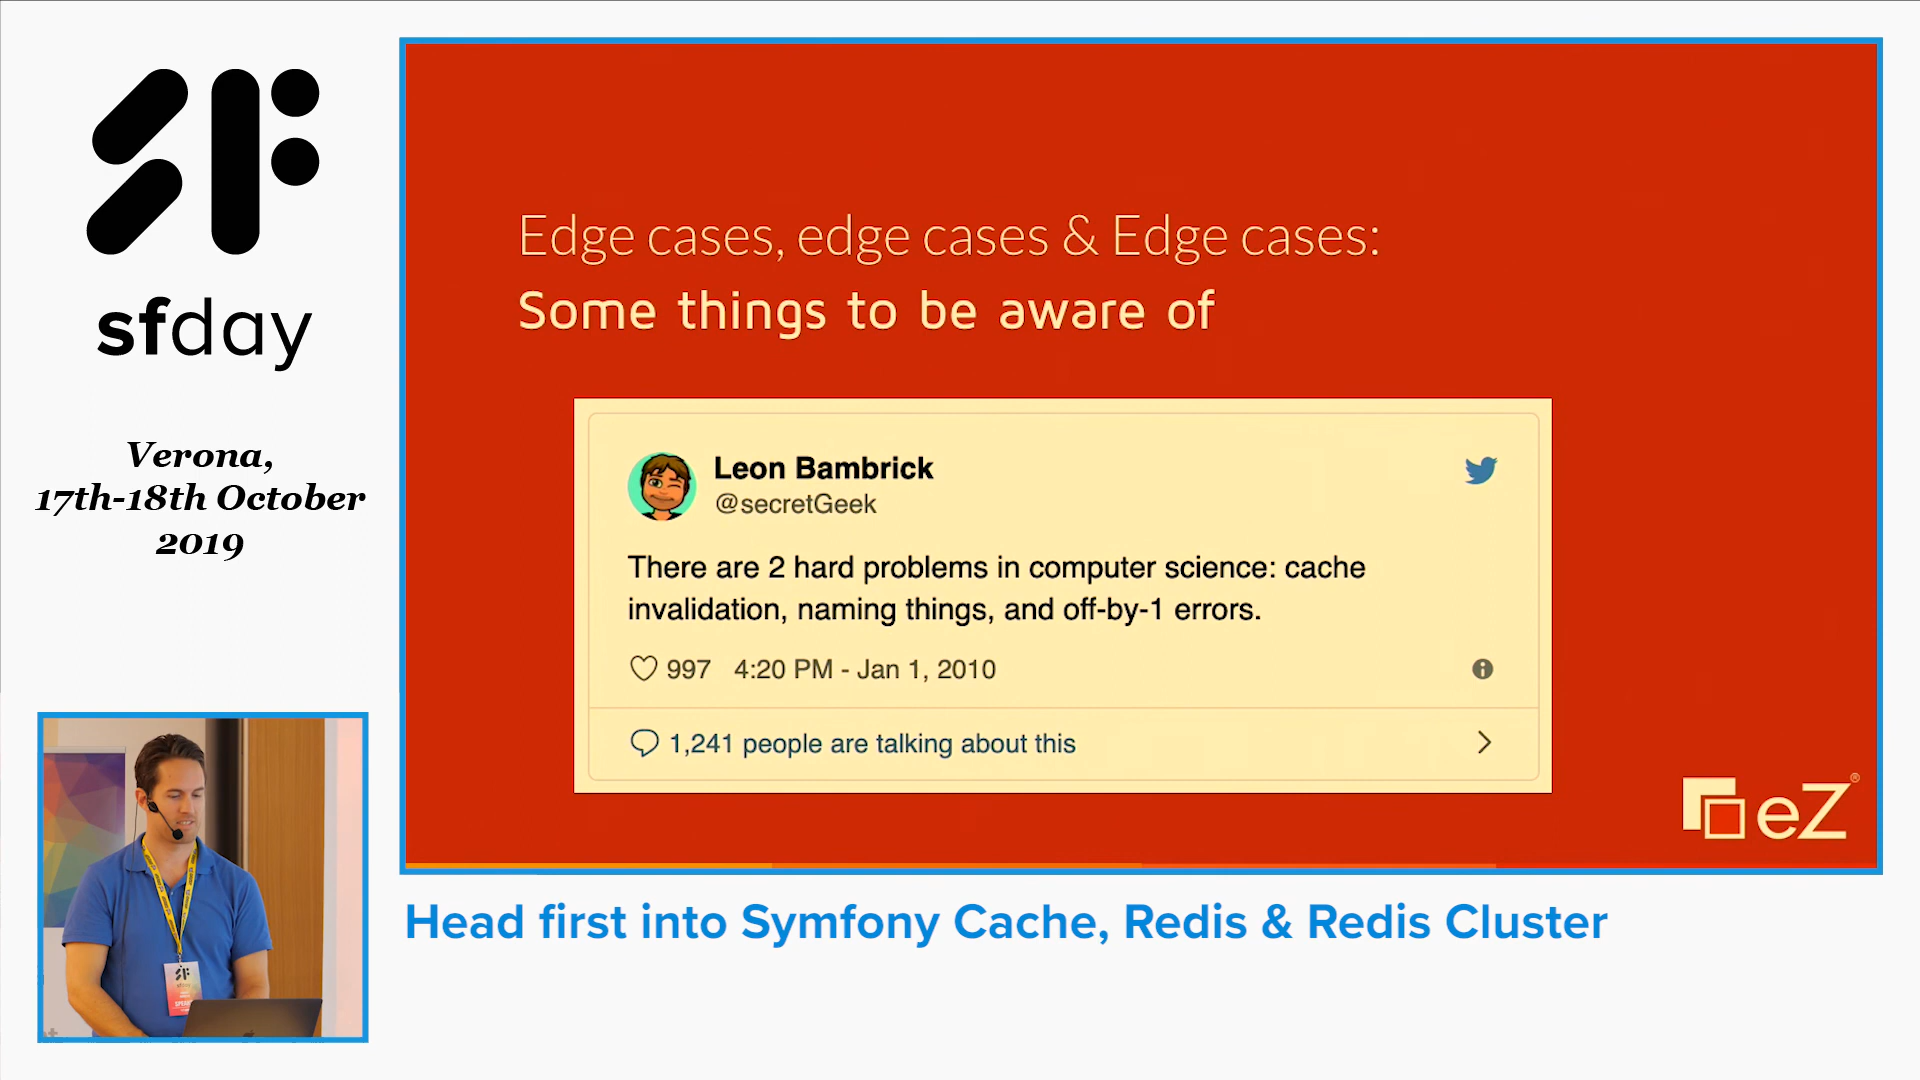 sfday
Verona,
17th-18th October
2019
Edge cases, edge cases & Edge cases:
Some things to be aware of
Leon Bambrick
@secretGeek
There are 2 hard problems in computer science: cache
invalidation, naming things, and off-by-1 errors.
997 4:20 PM - Jan 1, 2010
1,241 people are talking about this
eZ®
Head first into Symfony Cache, Redis & Redis Cluster